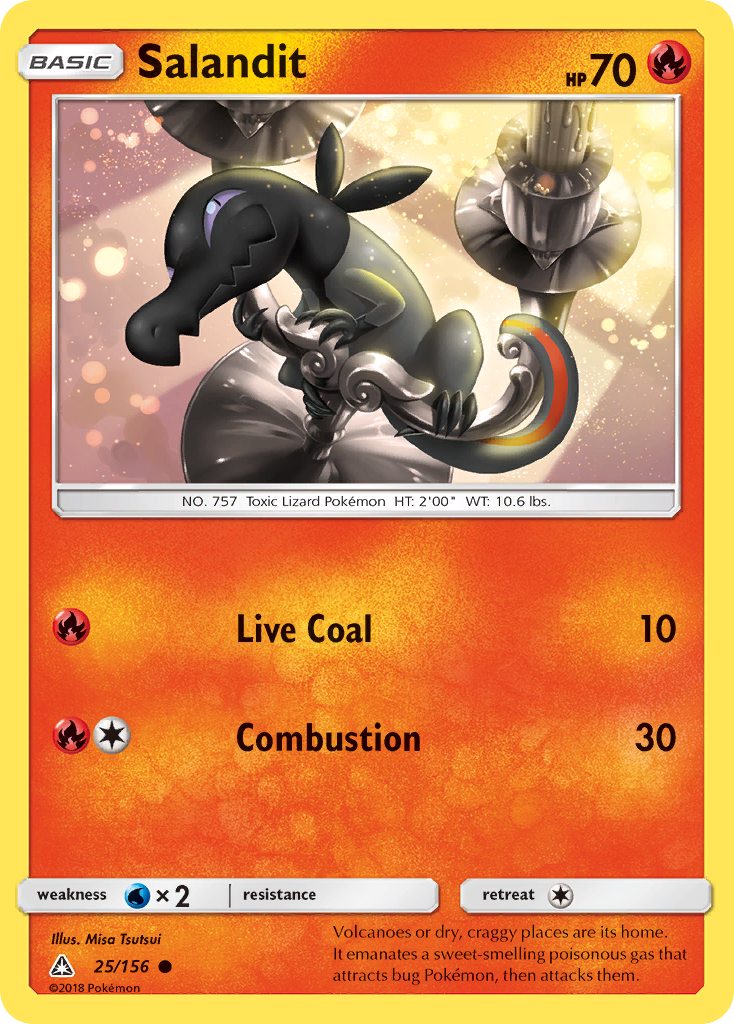 BASIC Salandit HP 70
NO. 757 Toxic Lizard Pokémon HT: 2'00" WT: 10.6 lbs.
Live Coal 10
Combustion 30
weakness × 2 resistance retreat
Illus. Misa Tsutsui
25/156
©2018 Pokémon
Volcanoes or dry, craggy places are its home.
It emanates a sweet-smelling poisonous gas that
attracts bug Pokémon, then attacks them.